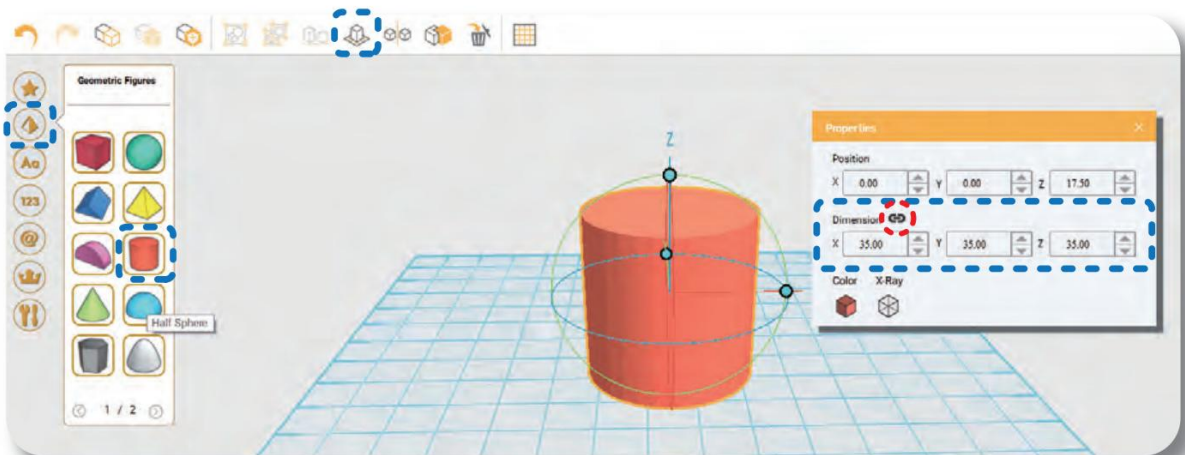 Geometric Figures
Aa
123
@
Half Sphere
1 / 2
Z
Properties
Position
X 0.00 Y 0.00 Z 17.50
Dimension
X 35.00 Y 35.00 Z 35.00
Color X-Ray